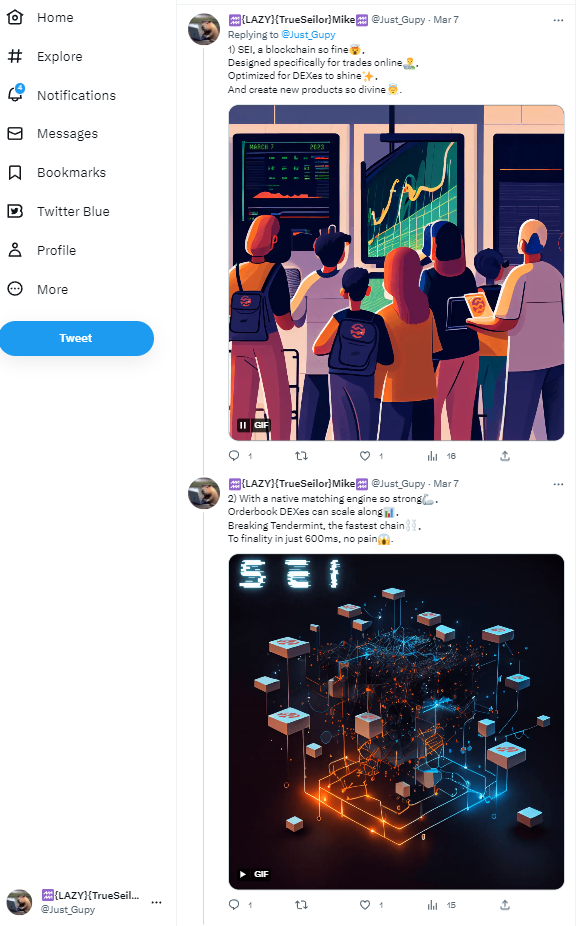 Home
Explore
4
Notifications
Messages
Bookmarks
Twitter Blue
Profile
More
Tweet
♒{LAZY}{TrueSeil...
@Just_Gupy
♒{LAZY}{TrueSeilor}Mike♒ @Just_Gupy · Mar 7
Replying to @Just_Gupy
1) SEI, a blockchain so fine🤯,
Designed specifically for trades online🏄,
Optimized for DEXes to shine✨,
And create new products so divine👼.
MARCH 7 2023
GIF
1 1 16
♒{LAZY}{TrueSeilor}Mike♒ @Just_Gupy · Mar 7
2) With a native matching engine so strong🦾,
Orderbook DEXes can scale along📊,
Breaking Tendermint, the fastest chain⛓️,
To finality in just 600ms, no pain😱.
SEI
GIF
1 1 15